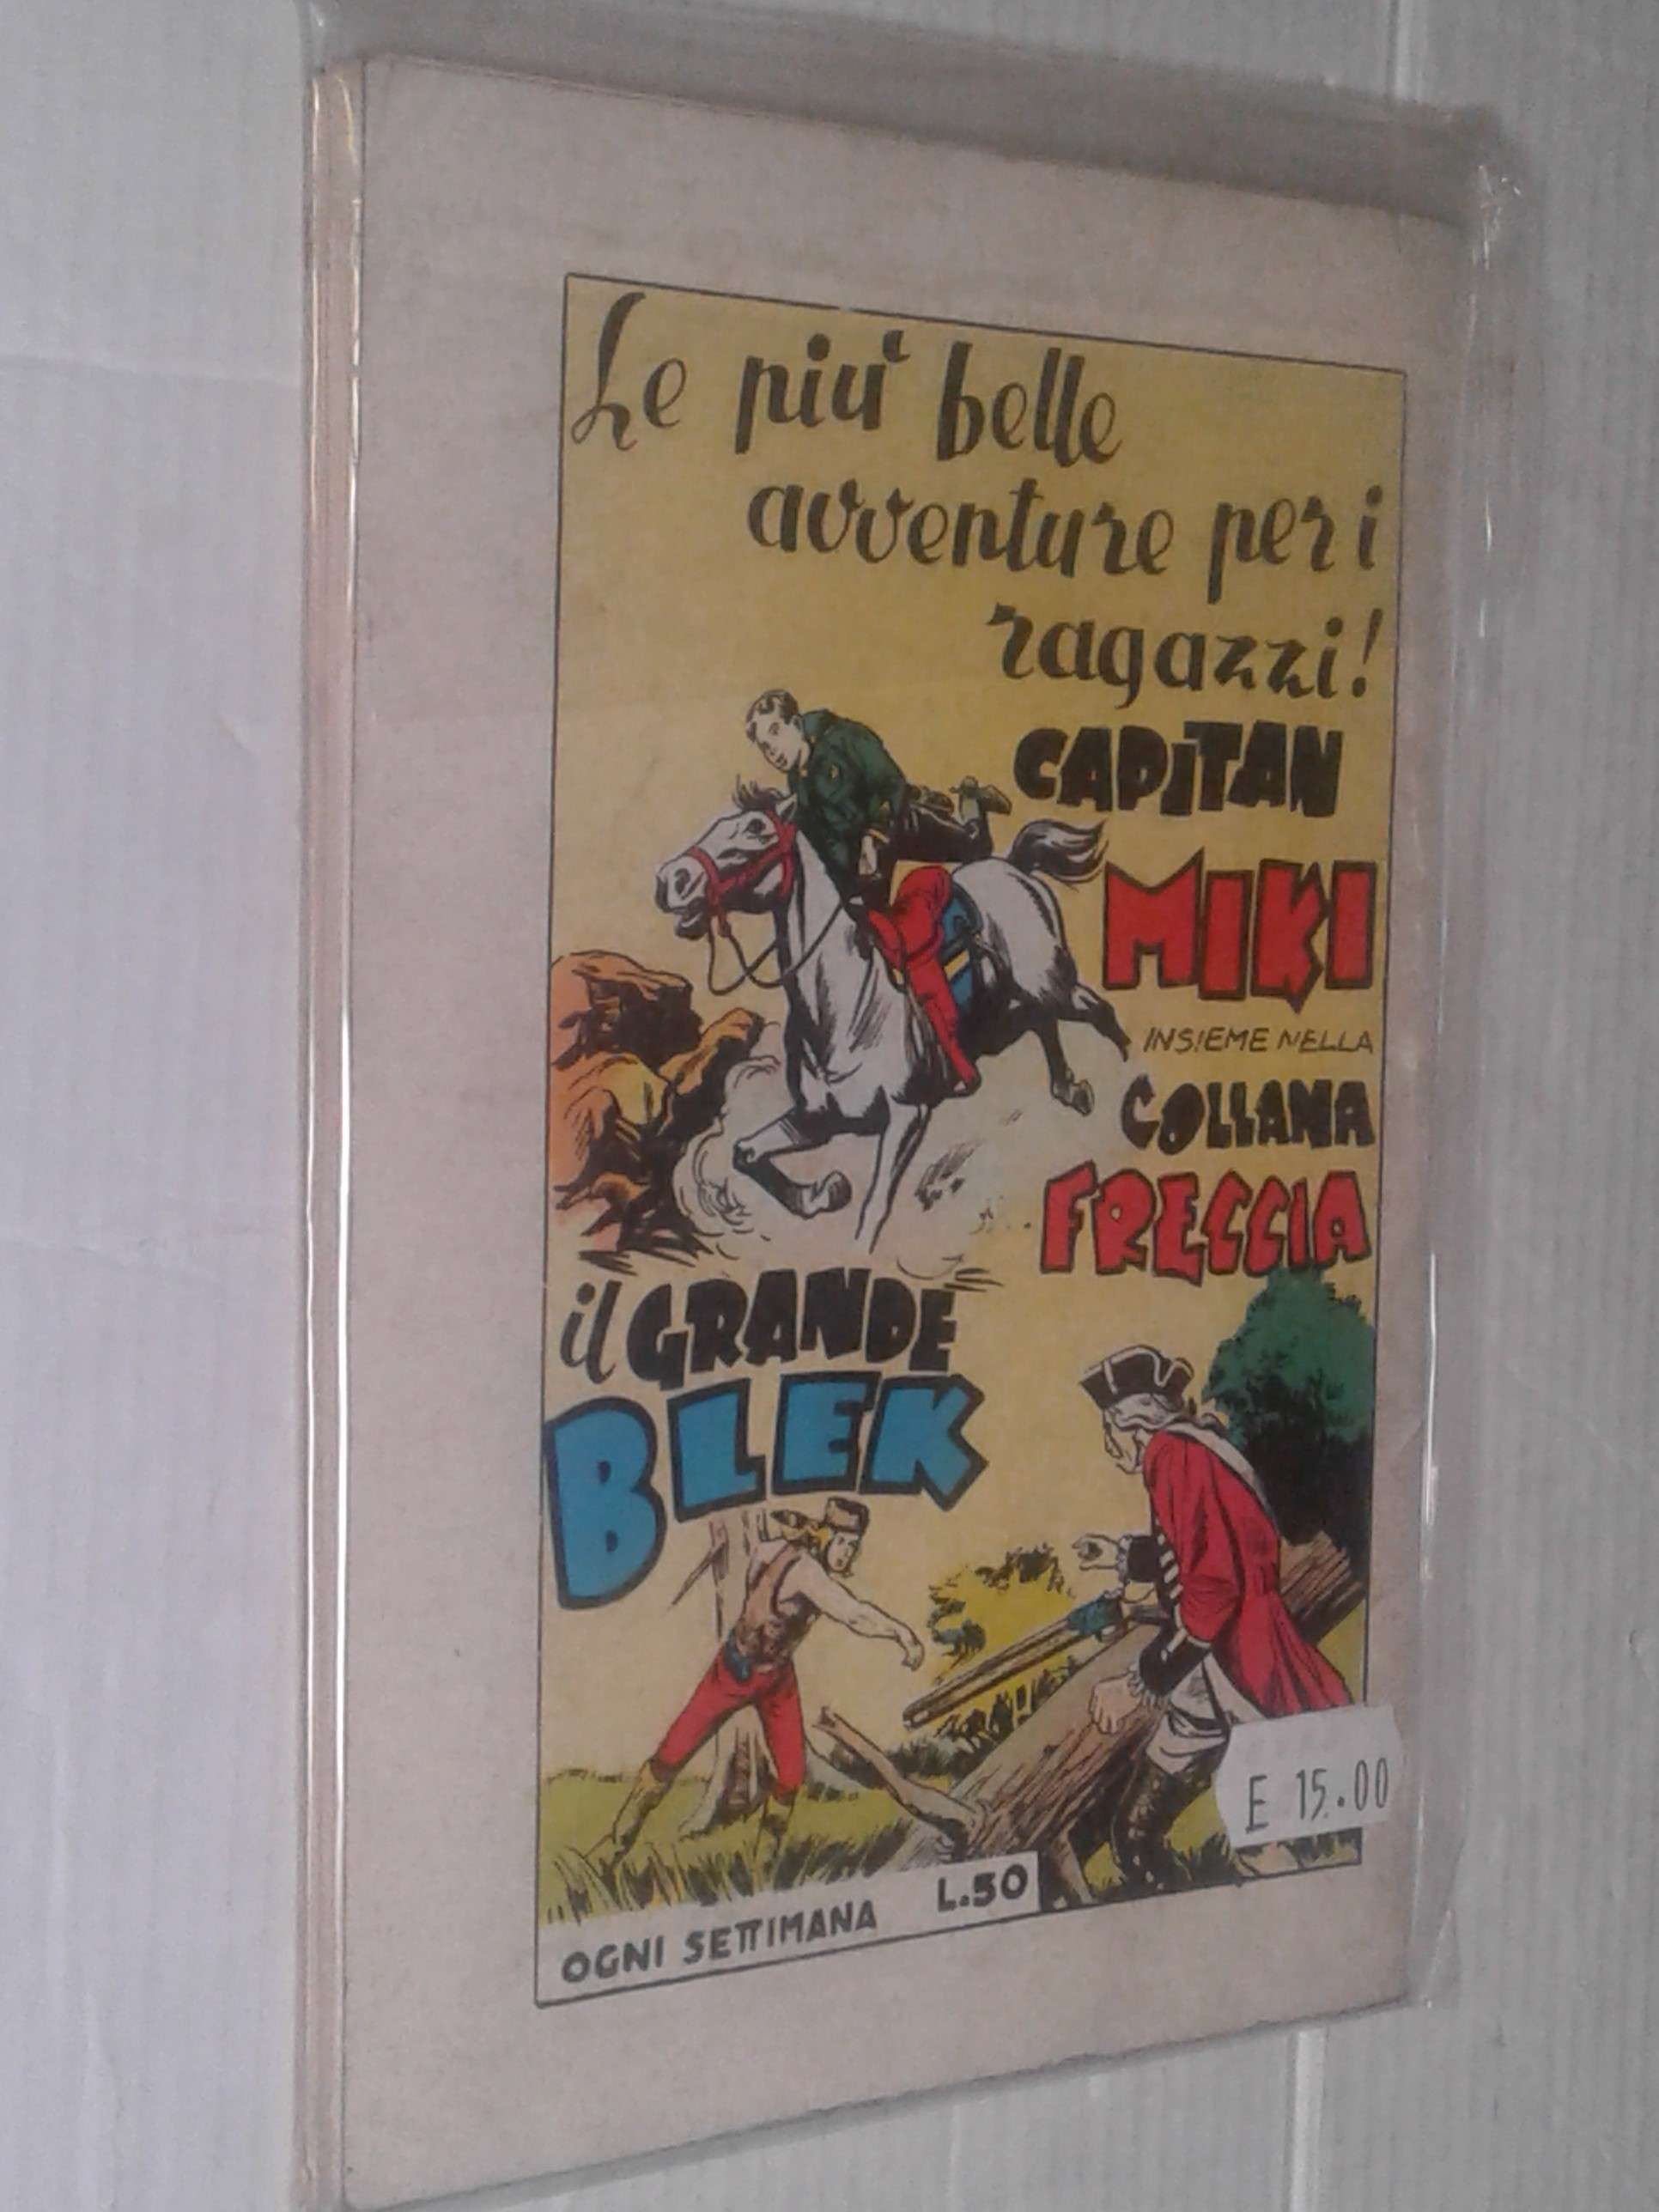 Le più belle
avventure per i
ragazzi!
CAPITAN
MIKI
INSIEME NELLA
COLLANA
FRECCIA
il GRANDE
BLEK
E 15.00
OGNI SETTIMANA L.50